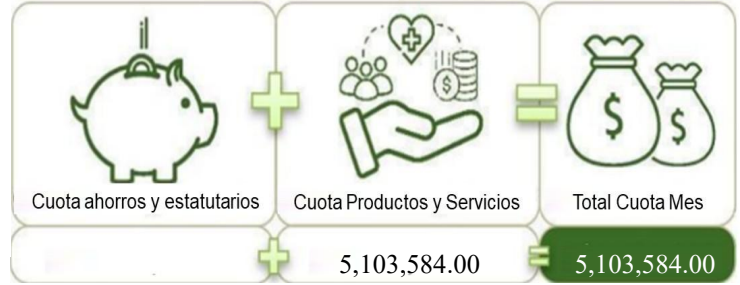 Cuota ahorros y estatutarios
Cuota Productos y Servicios
Total Cuota Mes
5,103,584.00
5,103,584.00